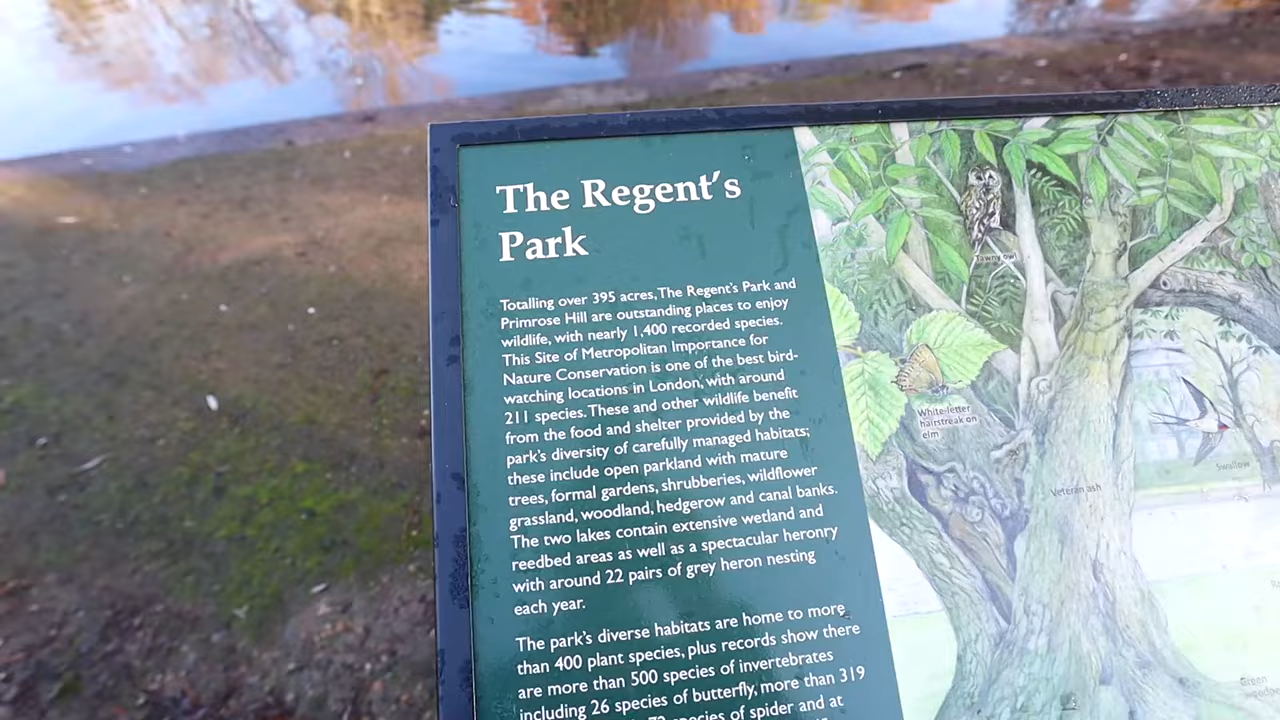 The Regent's
Park
Totalling over 395 acres, The Regent's Park and
Primrose Hill are outstanding places to enjoy
wildlife, with nearly 1,400 recorded species.
This Site of Metropolitan Importance for
Nature Conservation is one of the best bird-
watching locations in London, with around
211 species. These and other wildlife benefit
from the food and shelter provided by the
park's diversity of carefully managed habitats;
these include open parkland with mature
trees, formal gardens, shrubberies, wildflower
grassland, woodland, hedgerow and canal banks.
The two lakes contain extensive wetland and
reedbed areas as well as a spectacular heronry
with around 22 pairs of grey heron nesting
each year.
The park's diverse habitats are home to more
than 400 plant species, plus records show there
are more than 500 species of invertebrates
including 26 species of butterfly, more than 319
species of spider and at
Tawny owl
White-letter
hairstreak on
elm
Swallow
Veteran ash
Green